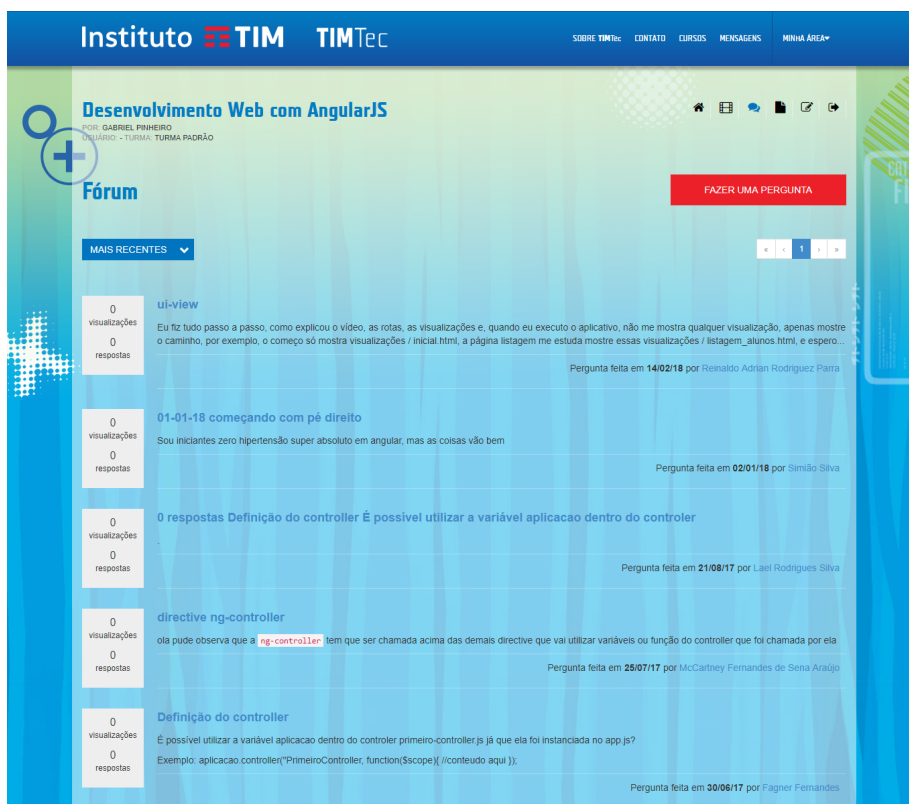 Instituto TIM TIMTec
SOBRE TIMTec CONTATO CURSOS MENSAGENS MINHA ÁREA
Desenvolvimento Web com AngularJS
POR: GABRIEL PINHEIRO
USUÁRIO: - TURMA: TURMA PADRÃO
Fórum
FAZER UMA PERGUNTA
MAIS RECENTES
« ‹ 1 › »
0
visualizações
0
respostas
ui-view
Eu fiz tudo passo a passo, como explicou o vídeo, as rotas, as visualizações e, quando eu executo o aplicativo, não me mostra qualquer visualização, apenas mostre
o caminho, por exemplo, o começo só mostra visualizações / inicial.html, a página listagem me estuda mostre essas visualizações / listagem_alunos.html, e espero...
Pergunta feita em 14/02/18 por Reinaldo Adrian Rodriguez Parra
0
visualizações
0
respostas
01-01-18 começando com pé direito
Sou iniciantes zero hipertensão super absoluto em angular, mas as coisas vão bem
Pergunta feita em 02/01/18 por Simião Silva
0
visualizações
0
respostas
0 respostas Definição do controller É possível utilizar a variável aplicacao dentro do controler
.
Pergunta feita em 21/08/17 por Lael Rodrigues Silva
0
visualizações
0
respostas
directive ng-controller
ola pude observa que a ng-controller tem que ser chamada acima das demais directive que vai utilizar variáveis ou função do controller que foi chamada por ela
Pergunta feita em 25/07/17 por McCartney Fernandes de Sena Araújo
0
visualizações
0
respostas
Definição do controller
É possível utilizar a variável aplicacao dentro do controler primeiro-controller.js já que ela foi instanciada no app.js?
Exemplo: aplicacao.controller("PrimeiroController, function($scope){ //conteudo aqui });
Pergunta feita em 30/06/17 por Fagner Fernandes